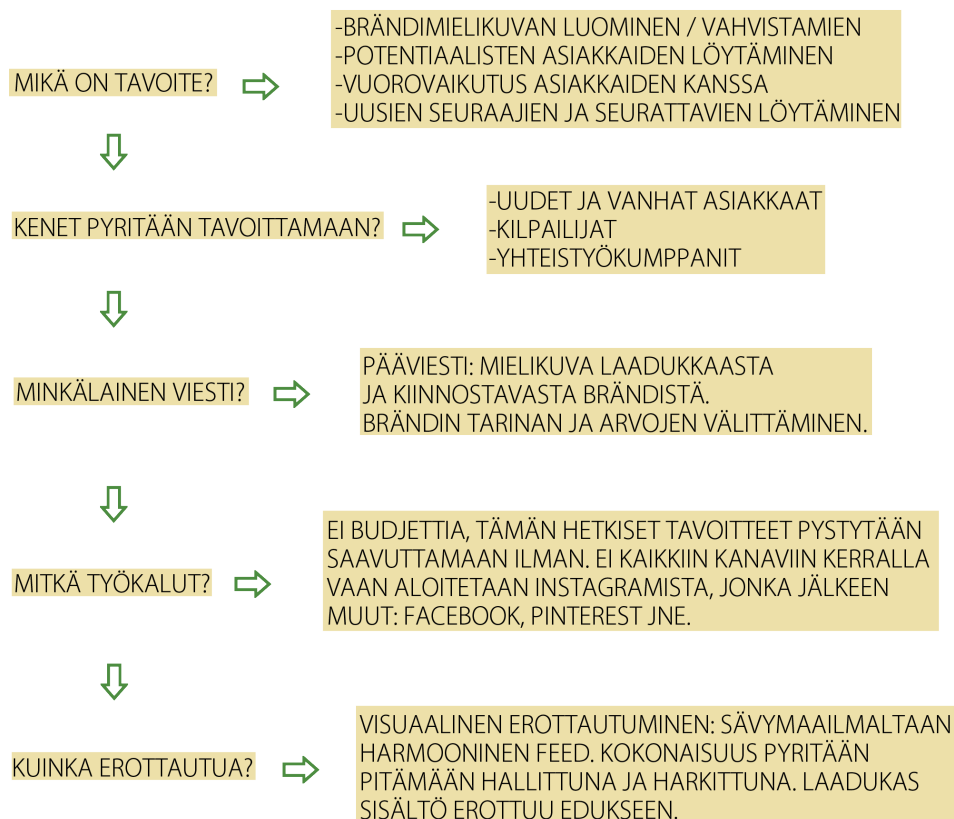 MIKÄ ON TAVOITE?
-BRÄNDIMIELIKUVAN LUOMINEN / VAHVISTAMIEN
-POTENTIAALISTEN ASIAKKAIDEN LÖYTÄMINEN
-VUOROVAIKUTUS ASIAKKAIDEN KANSSA
-UUSIEN SEURAAJIEN JA SEURATTAVIEN LÖYTÄMINEN
KENET PYRITÄÄN TAVOITTAMAAN?
-UUDET JA VANHAT ASIAKKAAT
-KILPAILIJAT
-YHTEISTYÖKUMPPANIT
MINKÄLAINEN VIESTI?
PÄÄVIESTI: MIELIKUVA LAADUKKAASTA
JA KIINNOSTAVASTA BRÄNDISTÄ.
BRÄNDIN TARINAN JA ARVOJEN VÄLITTÄMINEN.
MITKÄ TYÖKALUT?
EI BUDJETTIA, TÄMÄN HETKISET TAVOITTEET PYSTYTÄÄN
SAAVUTTAMAAN ILMAN. EI KAIKKIIN KANAVIIN KERRALLA
VAAN ALOITETAAN INSTAGRAMISTA, JONKA JÄLKEEN
MUUT: FACEBOOK, PINTEREST JNE.
KUINKA EROTTAUTUA?
VISUAALINEN EROTTAUTUMINEN: SÄVYMAAILMALTAAN
HARMOONINEN FEED. KOKONAISUUS PYRITÄÄN
PITÄMÄÄN HALLITTUNA JA HARKITTUNA. LAADUKAS
SISÄLTÖ EROTTUU EDUKSEEN.